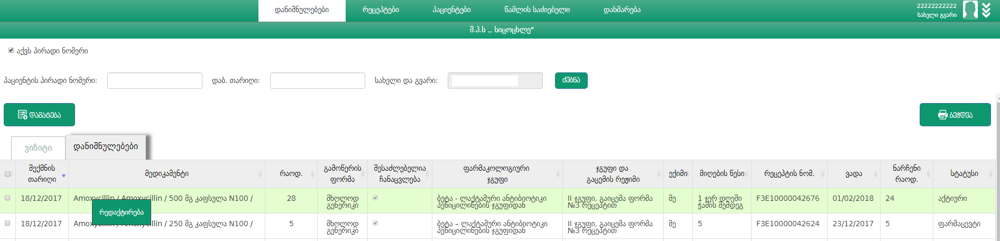 დანიშნულებები რეცეპტები პაციენტები წამლის საძიებელი დახმარება 22222222222
სახელი გვარი
შ.პ.ს ,, სიცოცხლე"
აქვს პირადი ნომერი
პაციენტის პირადი ნომერი: დაბ. თარიღი: სახელი და გვარი: ძებნა
დამატება ბეჭდვა
ვიზიტი დანიშნულებები
შექმნის თარიღი
მედიკამენტი
რაოდ.
გამოწერის ფორმა
შესაძლებელია ჩანაცვლება
ფარმაკოლოგიური ჯგუფი
ჯგუფი და გაცემის რეჟიმი
ექიმი
მიღების წესი
რეცეპტის ნომ.
ვადა
ნარჩენი რაოდ.
სტატუსი
18/12/2017 Amoxycillin / Amoxycillin / 500 მგ კაფსულა N100 / 28 მხოლოდ ბეტა - ლაქტამური ანტიბიოტიკი II ჯგუფი, გაიცემა ფორმა მე 1 ჯერ დღეში F3E10000042676 01/02/2018 24 აქტიური
გენერიკი პენიცილინების ჯგუფიდან №3 რეცეპტით ჭამის შემდეგ
რედაქტირება
18/12/2017 Amoxycillin / Amoxycillin / 250 მგ კაფსულა N100 / 5 მხოლოდ ბეტა – ლაქტამური ანტიბიოტიკი II ჯგუფი, გაიცემა ფორმა მე 5 F3E10000042624 23/12/2017 5 ფარმაცევტი
გენერიკი პენიცილინების ჯგუფიდან №3 რეცეპტით